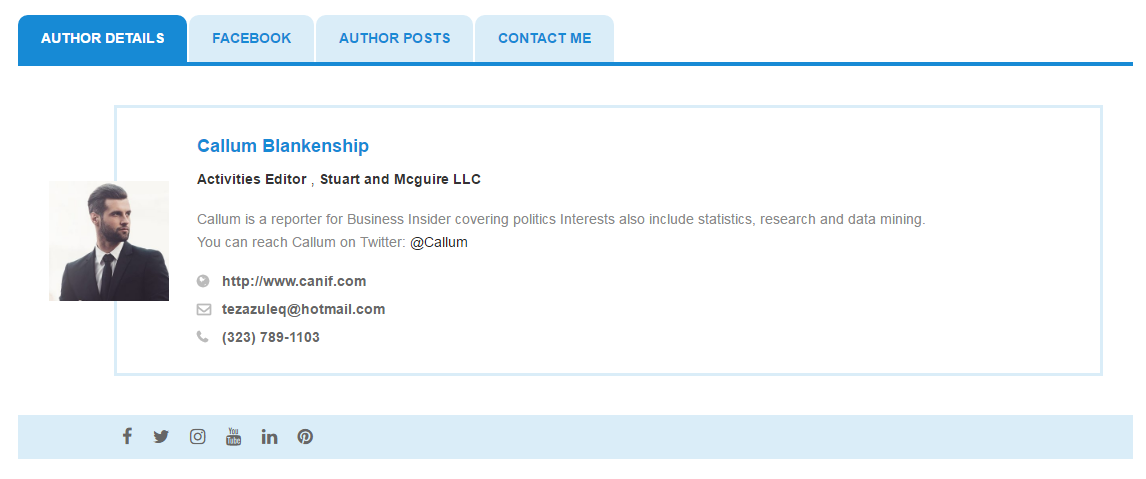 AUTHOR DETAILS FACEBOOK AUTHOR POSTS CONTACT ME
Callum Blankenship
Activities Editor , Stuart and Mcguire LLC
Callum is a reporter for Business Insider covering politics Interests also include statistics, research and data mining.
You can reach Callum on Twitter: @Callum
http://www.canif.com
tezazuleq@hotmail.com
(323) 789-1103
You Tube